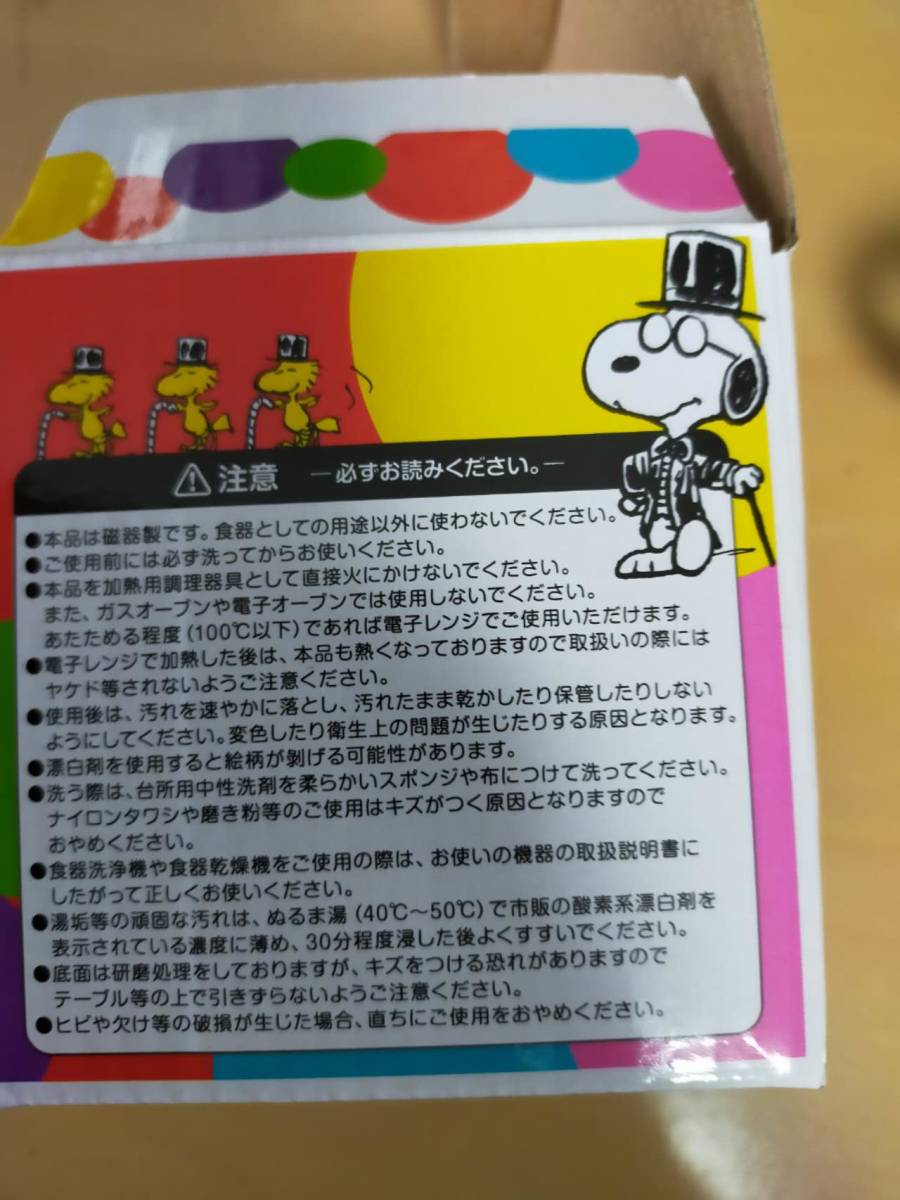 注意 ―必ずお読みください。―
●本品は磁器製です。食器としての用途以外に使わないでください。
●ご使用前には必ず洗ってからお使いください。
●本品を加熱用調理器具として直接火にかけないでください。
また、ガスオーブンや電子オーブンでは使用しないでください。
あたためる程度(100℃以下)であれば電子レンジでご使用いただけます。
●電子レンジで加熱した後は、本品も熱くなっておりますので取扱いの際には
ヤケド等されないようご注意ください。
●使用後は、汚れを速やかに落とし、汚れたまま乾かしたり保管したりしない
ようにしてください。変色したり衛生上の問題が生じたりする原因となります。
●漂白剤を使用すると絵柄が剥げる可能性があります。
●洗う際は、台所用中性洗剤を柔らかいスポンジや布につけて洗ってください。
ナイロンタワシや磨き粉等のご使用はキズがつく原因となりますので
おやめください。
●食器洗浄機や食器乾燥機をご使用の際は、お使いの機器の取扱説明書に
したがって正しくお使いください。
●湯垢等の頑固な汚れは、ぬるま湯(40℃～50℃)で市販の酸素系漂白剤を
表示されている濃度に薄め、30分程度浸した後よくすすいでください。
●底面は研磨処理をしておりますが、キズをつける恐れがありますので
テーブル等の上で引きずらないようご注意ください。
●ヒビや欠け等の破損が生じた場合、直ちにご使用をおやめください。